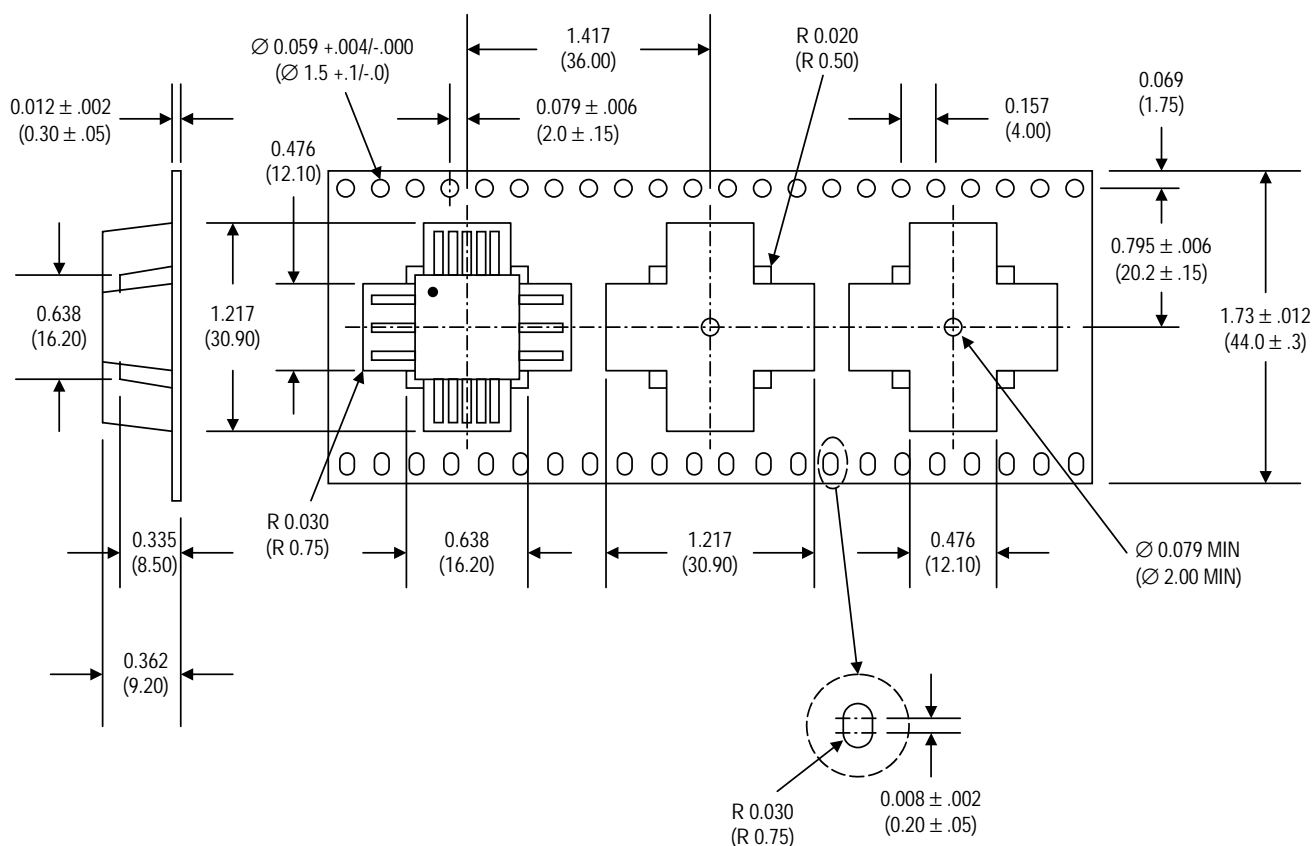 Ø 0.059 +.004/-.000
(Ø 1.5 +.1/-.0)
1.417
(36.00)
R 0.020
(R 0.50)
0.069
(1.75)
0.012 ± .002
(0.30 ± .05)
0.079 ± .006
(2.0 ± .15)
0.157
(4.00)
0.476
(12.10)
0.795 ± .006
(20.2 ± .15)
0.638
(16.20)
1.217
(30.90)
1.73 ± .012
(44.0 ± .3)
R 0.030
(R 0.75)
0.335
(8.50)
0.638
(16.20)
1.217
(30.90)
0.476
(12.10)
Ø 0.079 MIN
(Ø 2.00 MIN)
0.362
(9.20)
R 0.030
(R 0.75)
0.008 ± .002
(0.20 ± .05)